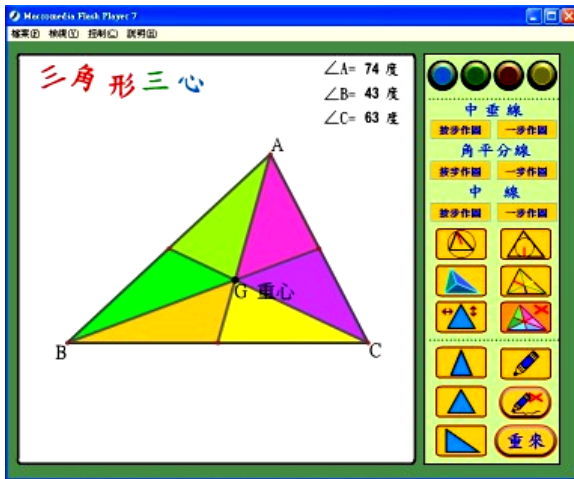 Macromedia Flash Player 7
檔案(F) 檢視(V) 控制(C) 說明(H)
三角形三心
∠A= 74 度
∠B= 43 度
∠C= 63 度
A
G 重心
B
C
中垂線
按步作圖 一步作圖
角平分線
按步作圖 一步作圖
中 線
按步作圖 一步作圖
重來